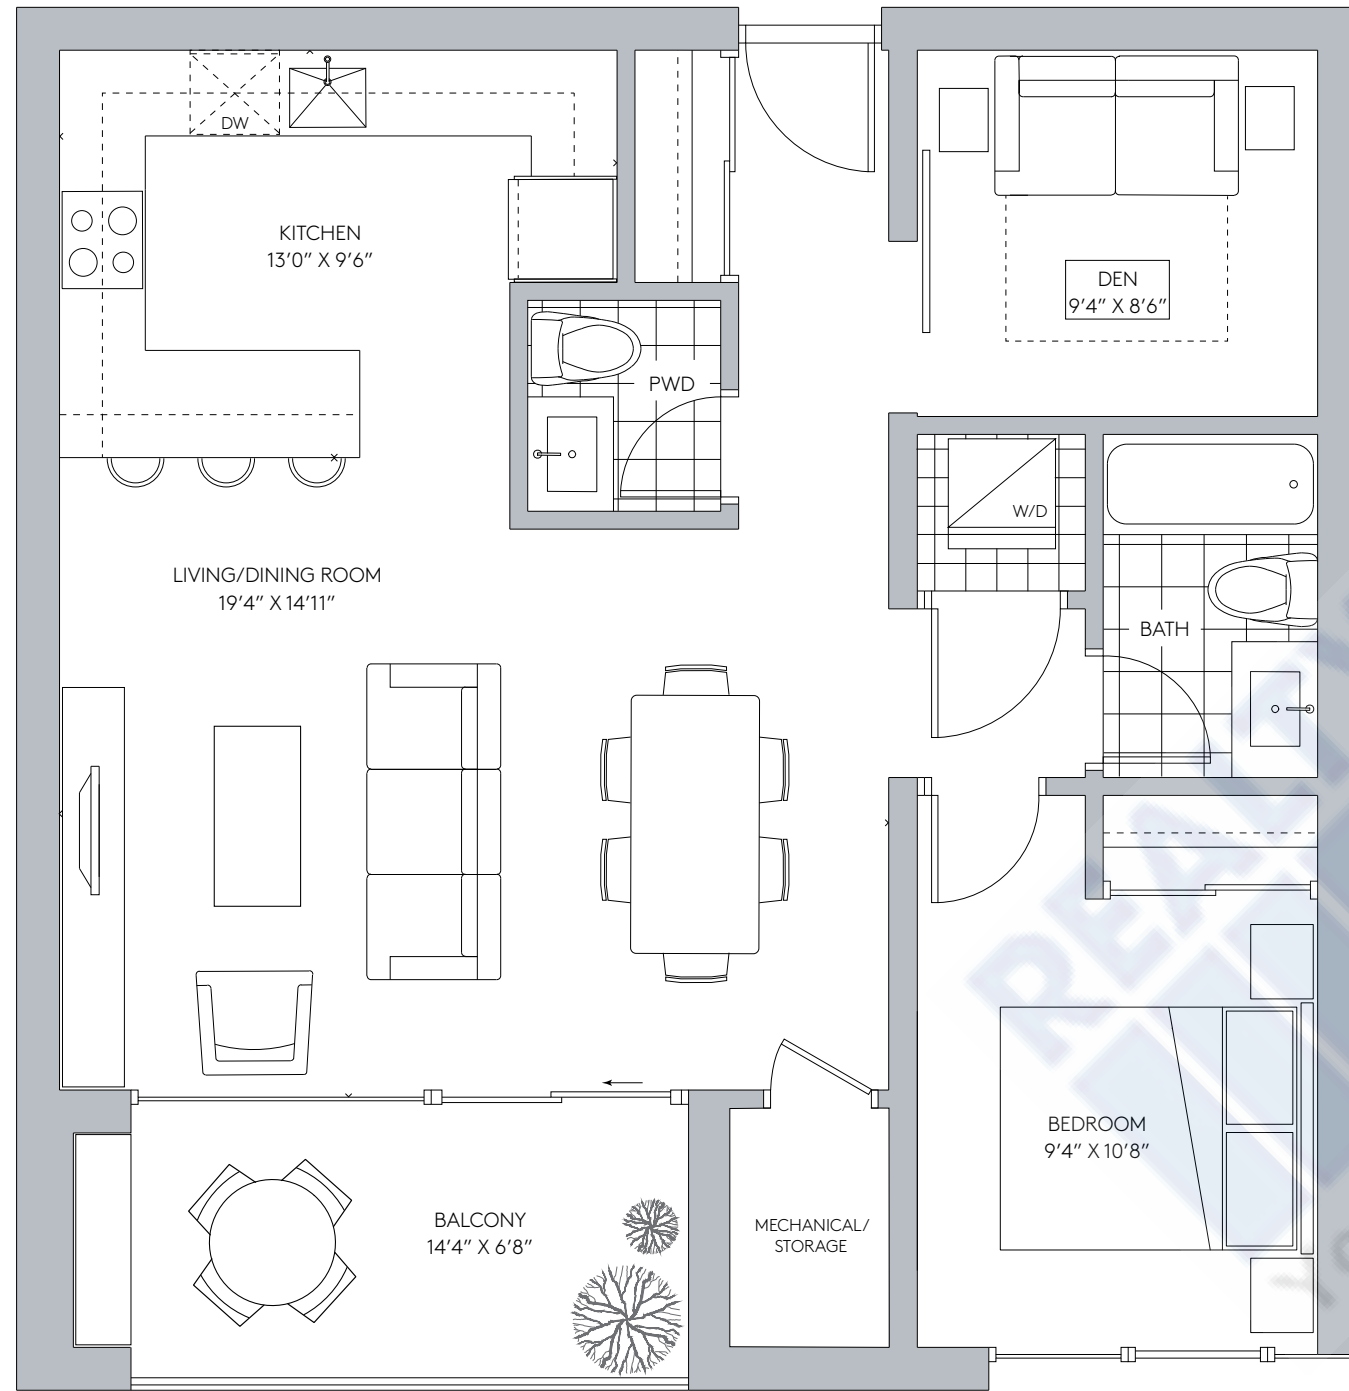 DW
KITCHEN
13'0" X 9'6"
DEN
9'4" X 8'6"
PWD
W/D
LIVING/DINING ROOM
19'4" X 14'11"
BATH
REALTY
BEDROOM
9'4" X 10'8"
BALCONY
14'4" X 6'8"
MECHANICAL/
STORAGE